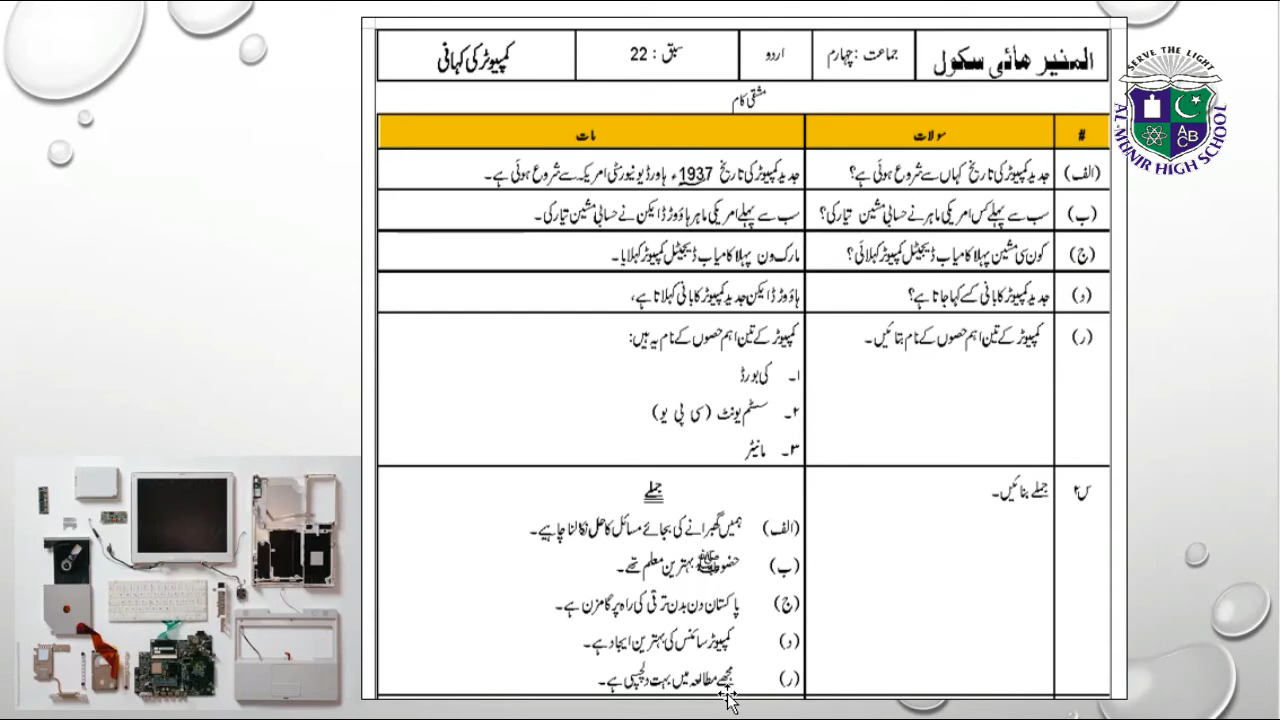 المنیر ہائی سکول
جماعت : چہارم
اردو
سبق : 22
کمپیوٹر کی کہانی
مشقی کام
# سولات مات
(الف) جدید کمپیوٹر کی تاریخ کہاں سے شروع ہوئی ہے؟ جدید کمپیوٹر کی تاریخ 1937ء ہاورڈ یونیورسٹی امریکہ سے شروع ہوئی ہے۔
(ب) سب سے پہلے کس امریکی ماہر نے حسابی مشین تیار کی؟ سب سے پہلے امریکی ماہر ہاؤورڈ ڈایکن نے حسابی مشین تیار کی۔
(ج) کون سی مشین پہلا کامیاب ڈیجیٹل کمپیوٹر کہلائی؟ مارک ون پہلا کامیاب ڈیجیٹل کمپیوٹر کہلایا۔
(د) جدید کمپیوٹر کا بانی کسے کہا جاتا ہے؟ ہاؤورڈ ڈایکن جدید کمپیوٹر کا بانی کہلاتا ہے،
(ر) کمپیوٹر کے تین اہم حصوں کے نام بتائیں۔ کمپیوٹر کے تین اہم حصوں کے نام یہ ہیں:
۱۔ کی بورڈ
۲۔ سسٹم یونٹ (سی پی یو)
۳۔ مانیٹر
س۲ جملے بنائیں۔ جملے
(الف) ہمیں گھبرانے کی بجائے مسائل کا حل نکالنا چاہیے۔
(ب) حضورﷺ بہترین معلم تھے۔
(ج) پاکستان دن بدن ترقی کی راہ پر گامزن ہے۔
(د) کمپیوٹر سائنس کی بہترین ایجاد ہے۔
(ر) مجھے مطالعہ میں بہت دلچسپی ہے۔
SERVE THE LIGHT
ABC
AL-MUNIR HIGH SCHOOL